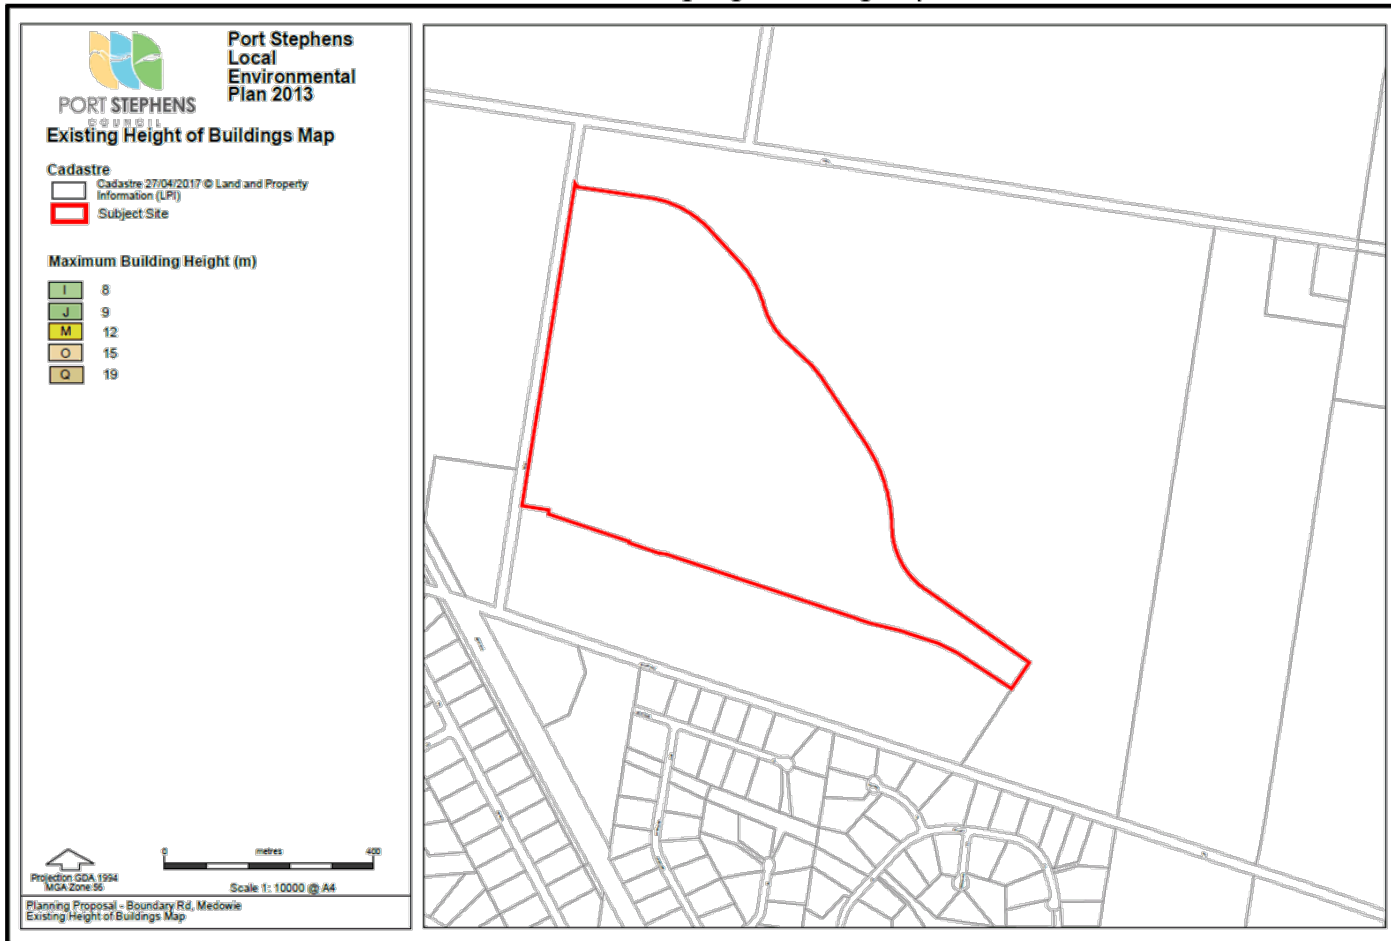 Port Stephens
Local
Environmental
Plan 2013
PORT STEPHENS
COUNCIL
Existing Height of Buildings Map
Cadastre
Cadastre 27/04/2017 © Land and Property
Information (LPI)
Subject Site
Maximum Building Height (m)
I 8
J 9
M 12
O 15
Q 19
0 metres 400
Projection GDA 1994
MGA Zone 56
Scale 1: 10000 @ A4
Planning Proposal - Boundary Rd, Medowie
Existing Height of Buildings Map